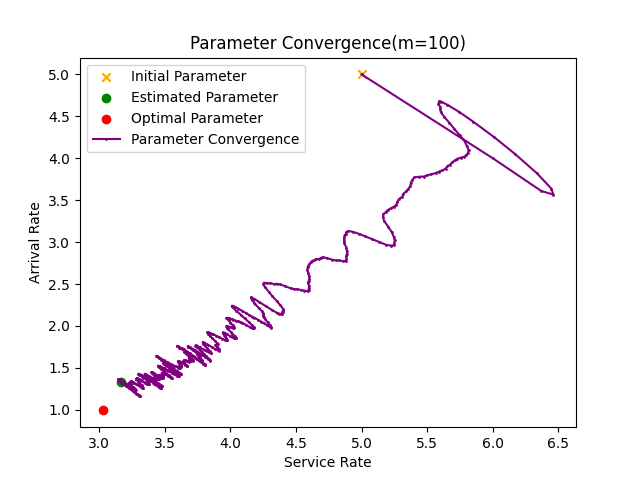 Parameter Convergence(m=100)
Initial Parameter
Estimated Parameter
Optimal Parameter
Parameter Convergence
5.0
4.5
4.0
3.5
3.0
2.5
2.0
1.5
1.0
Arrival Rate
3.0 3.5 4.0 4.5 5.0 5.5 6.0 6.5
Service Rate